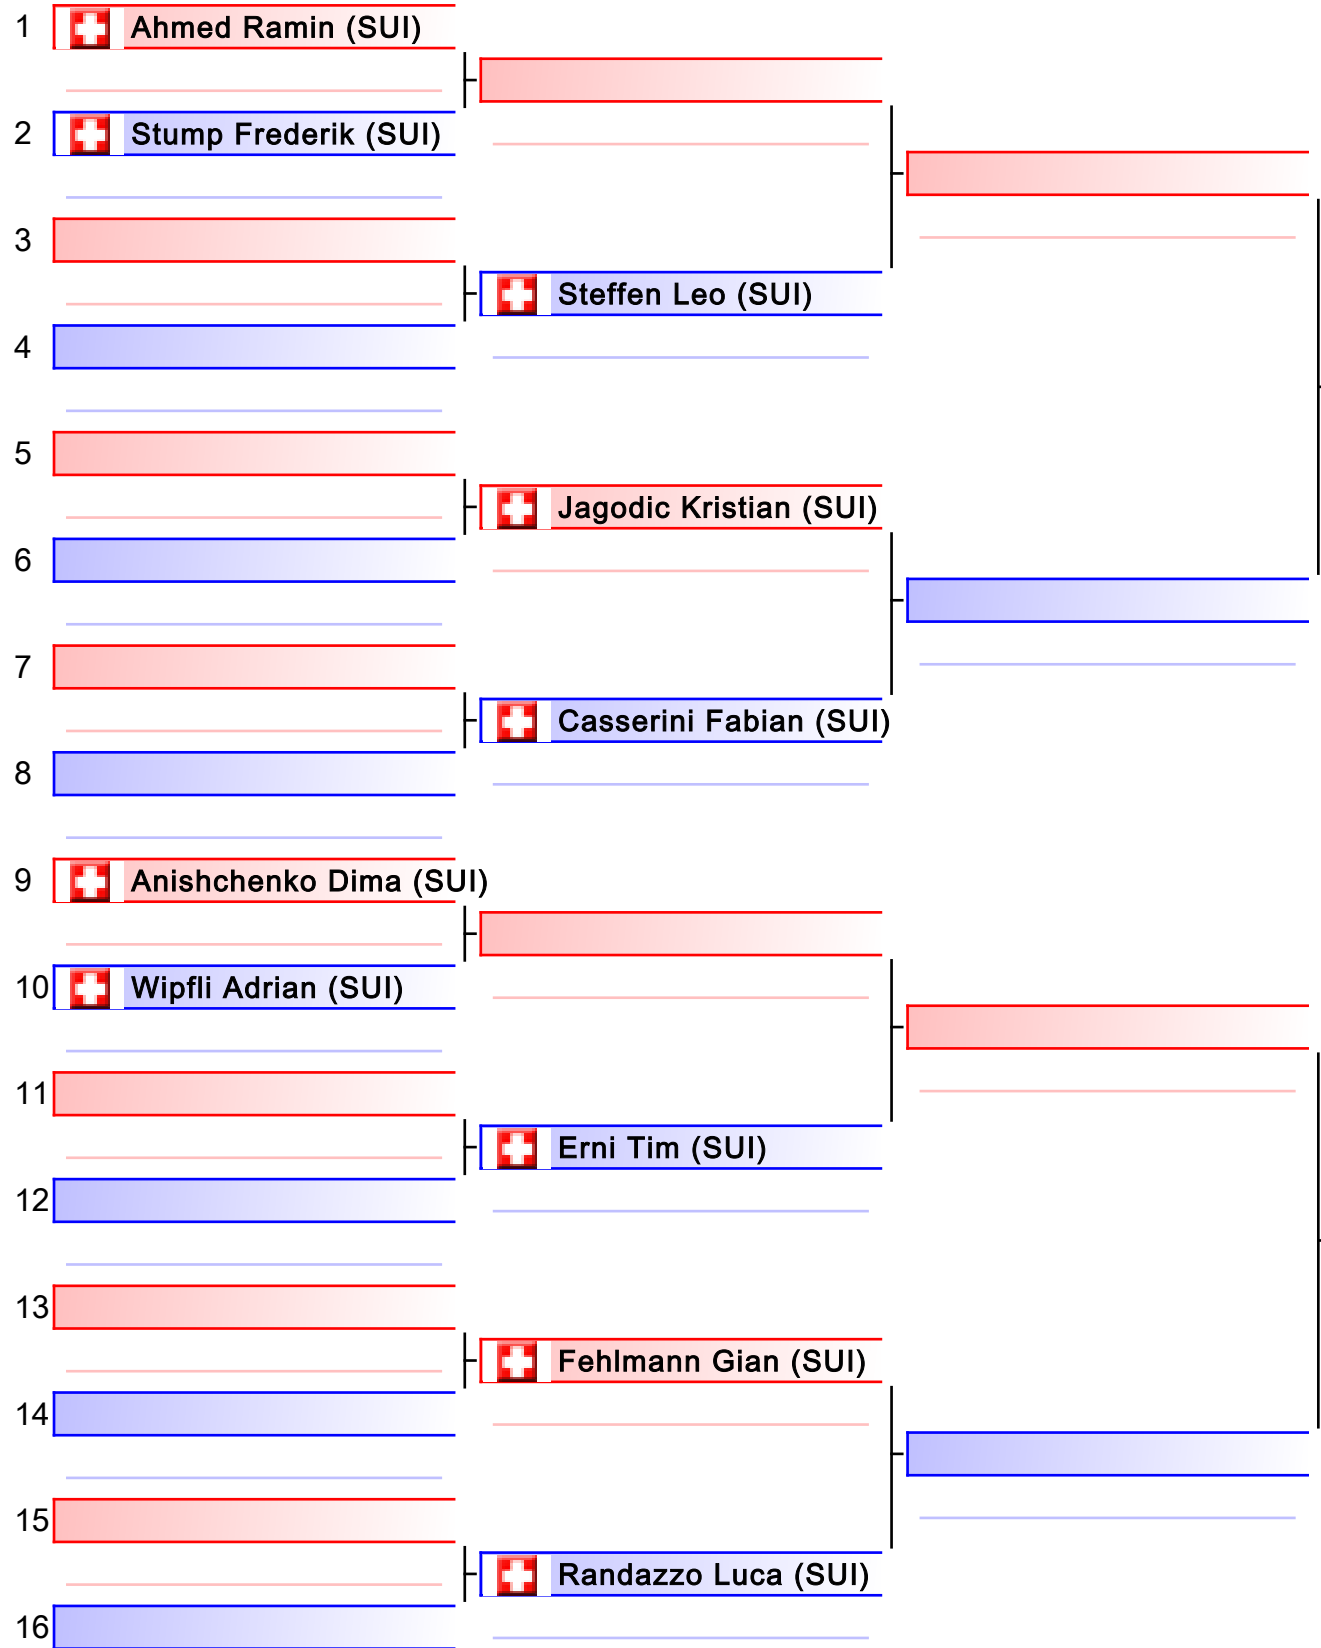 1 Ahmed Ramin (SUI)
2 Stump Frederik (SUI)
3
Steffen Leo (SUI)
4
5
Jagodic Kristian (SUI)
6
7
Casserini Fabian (SUI)
8
9 Anishchenko Dima (SUI)
10 Wipfli Adrian (SUI)
11
Erni Tim (SUI)
12
13
Fehlmann Gian (SUI)
14
15
Randazzo Luca (SUI)
16